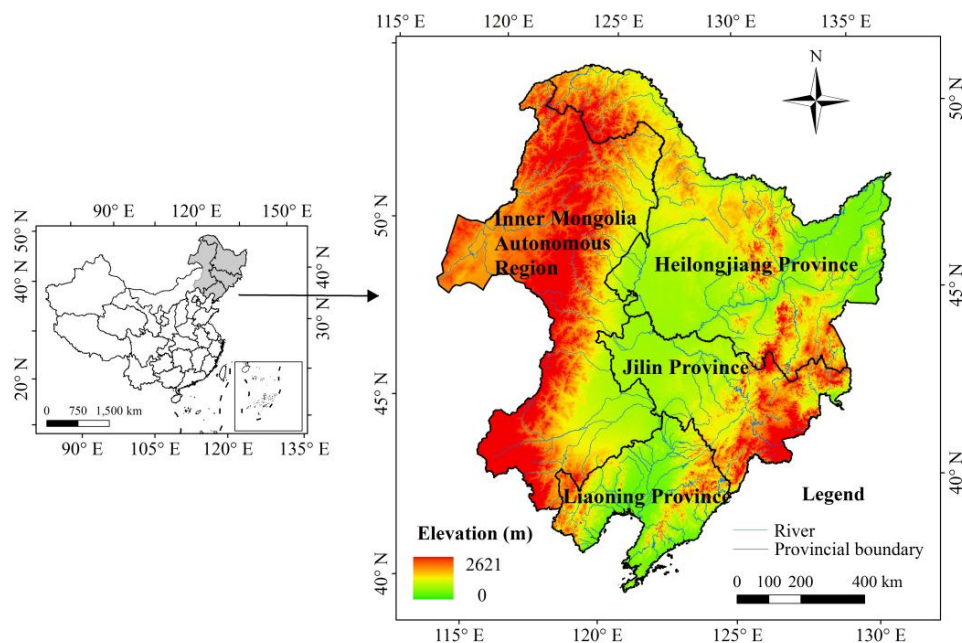 90° E 120° E 150° E
50° N
40° N
20° N
40° N
30° N
0 750 1,500 km
90° E 105° E 120° E 135° E
115° E 120° E 125° E 130° E 135° E
50° N
45° N
40° N
50° N
45° N
40° N
N
Inner Mongolia
Autonomous
Region
Heilongjiang Province
Jilin Province
Liaoning Province
Elevation (m)
2621
0
Legend
River
Provincial boundary
0 100 200 400 km
115° E 120° E 125° E 130° E